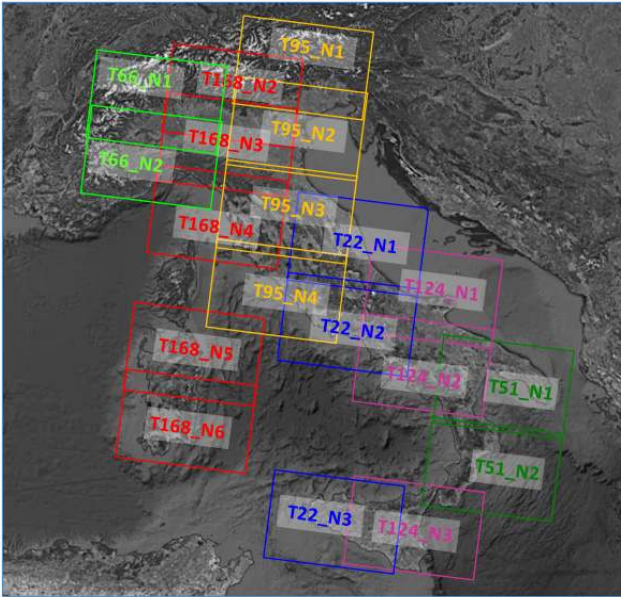 T95_N1
T66_N1
T168_N2
T95_N2
T168_N3
T66_N2
T95_N3
T168_N4
T22_N1
T124_N1
T95_N4
T22_N2
T168_N5
T124_N2
T51_N1
T168_N6
T51_N2
T22_N3
T124_N3